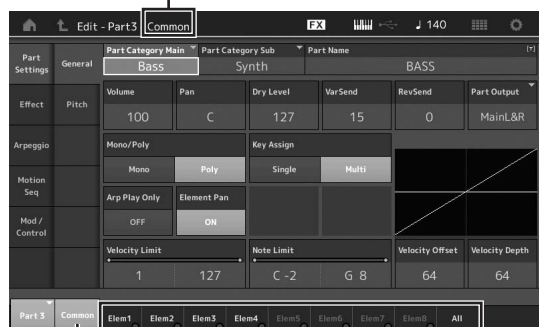 Edit - Part3 Common FX 140
Part Settings
General
Part Category Main Part Category Sub Part Name
Bass Synth BASS
Effect
Pitch
Volume Pan Dry Level VarSend RevSend Part Output
100 C 127 15 0 MainL&R
Arpeggio
Mono/Poly Key Assign
Mono Poly Single Multi
Motion Seq
Arp Play Only Element Pan
OFF ON
Mod / Control
Velocity Limit Note Limit Velocity Offset Velocity Depth
1 127 C -2 G 8 64 64
Part 3 Common Elem1 Elem2 Elem3 Elem4 Elem5 Elem6 Elem7 Elem8 All